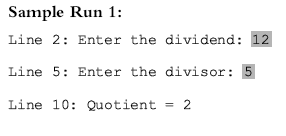 Sample Run 1:
Line 2: Enter the dividend: 12
Line 5: Enter the divisor: 5
Line 10: Quotient = 2